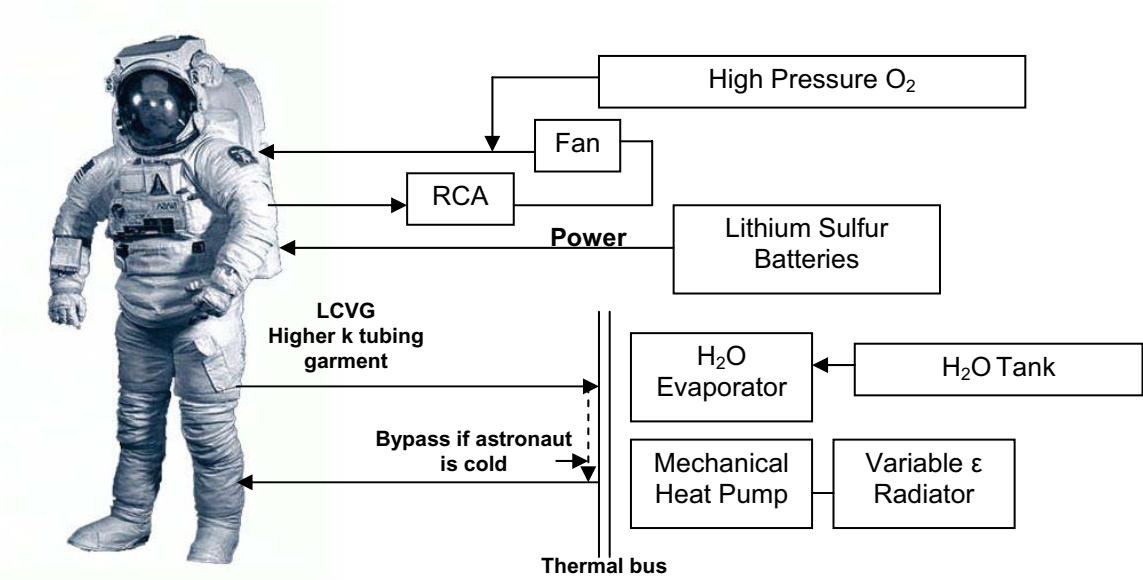 High Pressure O₂
Fan
RCA
Power
Lithium Sulfur
Batteries
LCVG
Higher k tubing
garment
H₂O
Evaporator
H₂O Tank
Bypass if astronaut
is cold
Mechanical
Heat Pump
Variable ε
Radiator
Thermal bus